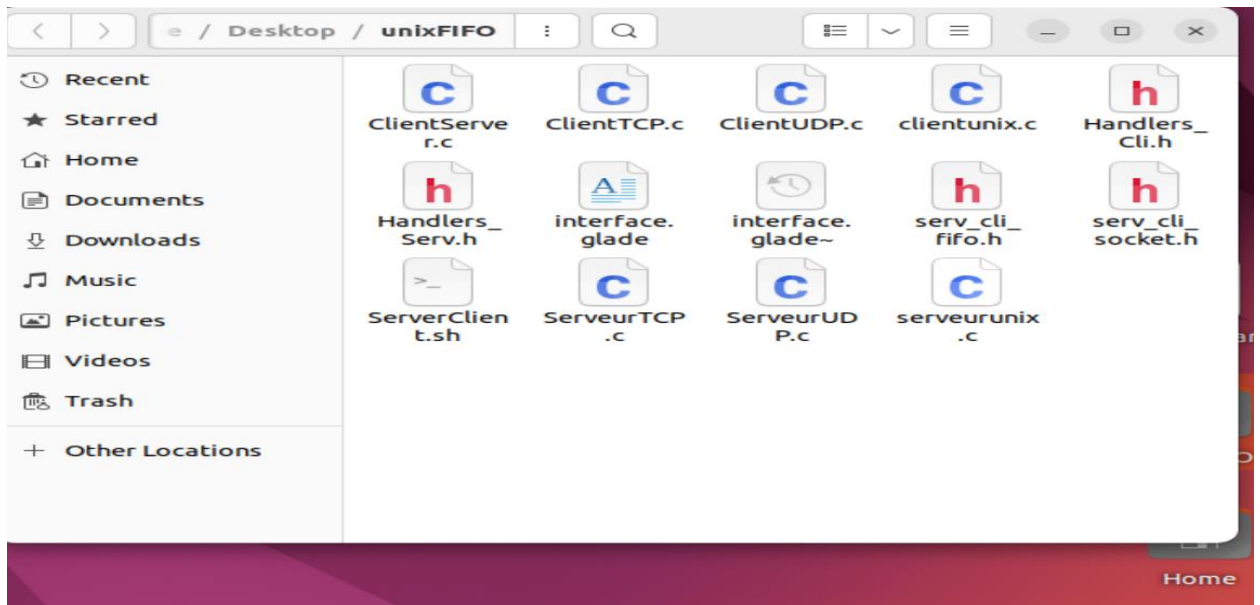 e / Desktop / unixFIFO
Recent
Starred
Home
Documents
Downloads
Music
Pictures
Videos
Trash
+ Other Locations
ClientServe
r.c
ClientTCP.c
ClientUDP.c
clientunix.c
Handlers_
Cli.h
Handlers_
Serv.h
interface.
glade
interface.
glade~
serv_cli_
fifo.h
serv_cli_
socket.h
ServerClien
t.sh
ServeurTCP
.c
ServeurUD
P.c
serveurunix
.c
Home